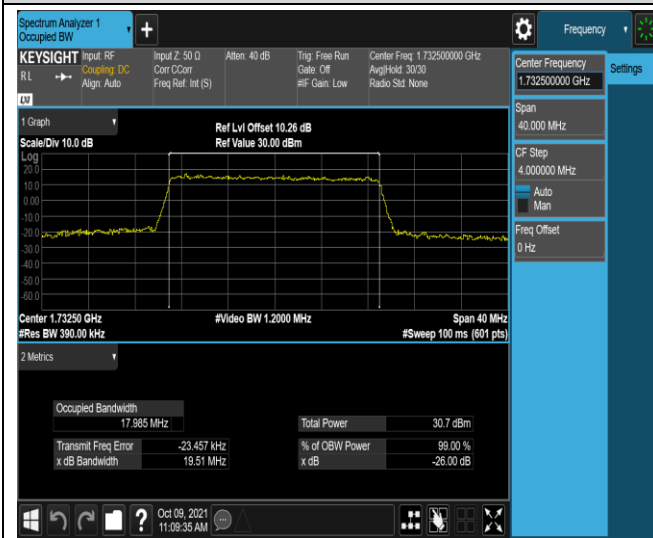 Spectrum Analyzer 1
Occupied BW
Frequency
KEYSIGHT
RL
Input: RF
Coupling: DC
Align: Auto
Input Z: 50 Ω
Corr CCorr
Freq Ref: Int (S)
Atten: 40 dB
Trig: Free Run
Gate: Off
#IF Gain: Low
Center Freq: 1.732500000 GHz
Avg|Hold: 30/30
Radio Std: None
LXI
Center Frequency
1.732500000 GHz
Settings
Span
40.000 MHz
CF Step
4.000000 MHz
Auto
Man
Freq Offset
0 Hz
1 Graph
Scale/Div 10.0 dB
Ref Lvl Offset 10.26 dB
Ref Value 30.00 dBm
Log
20.0
10.0
0.00
-10.0
-20.0
-30.0
-40.0
-50.0
-60.0
Center 1.73250 GHz
#Video BW 1.2000 MHz
Span 40 MHz
#Res BW 390.00 kHz
#Sweep 100 ms (601 pts)
2 Metrics
Occupied Bandwidth
17.985 MHz
Total Power 30.7 dBm
Transmit Freq Error -23.457 kHz
% of OBW Power 99.00 %
x dB Bandwidth 19.51 MHz
x dB -26.00 dB
?
Oct 09, 2021
11:09:35 AM